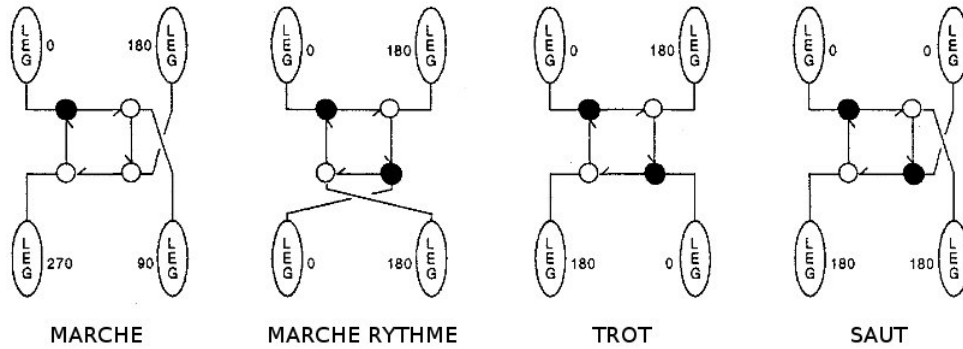 LEG 0 180 LEG
LEG 0 180 LEG
LEG 0 180 LEG
LEG 0 0 LEG
LEG 270 90 LEG
LEG 0 180 LEG
LEG 180 0 LEG
LEG 180 180 LEG
MARCHE
MARCHE RYTHME
TROT
SAUT